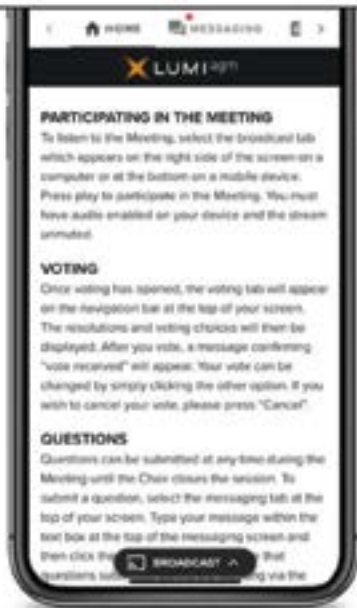 HOME MESSAGING
LUMI agm
PARTICIPATING IN THE MEETING
To listen to the Meeting, select the broadcast tab
which appears on the right side of the screen on a
computer or at the bottom on a mobile device.
Press play to participate in the Meeting. You must
have audio enabled on your device and the stream
unmuted.
VOTING
Once voting has opened, the voting tab will appear
on the navigation bar at the top of your screen.
The resolutions and voting choices will then be
displayed. After you vote, a message confirming
"vote received" will appear. Your vote can be
changed by simply clicking the other option. If you
wish to cancel your vote, please press "Cancel".
QUESTIONS
Questions can be submitted at any time during the
Meeting until the Chair closes the session. To
submit a question, select the messaging tab at the
top of your screen. Type your message within the
text box at the top of the messaging screen and
then click the that
BROADCAST
questions via the